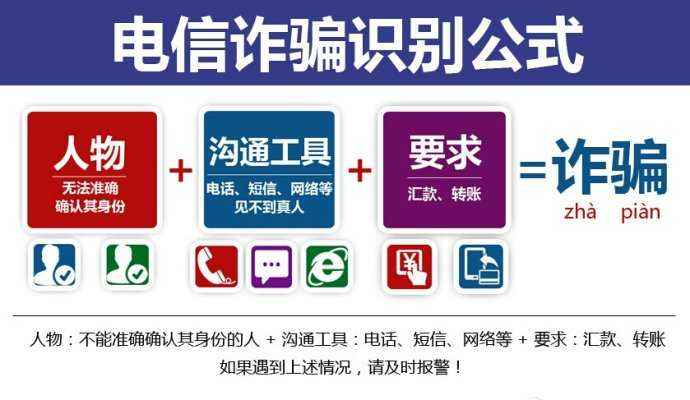 电信诈骗识别公式
人物
无法准确
确认其身份
+
沟通工具
电话、短信、网络等
见不到真人
+
要求
汇款、转账
=诈骗
zhà piàn
人物：不能准确确认其身份的人 + 沟通工具：电话、短信、网络等 + 要求：汇款、转账
如果遇到上述情况，请及时报警！